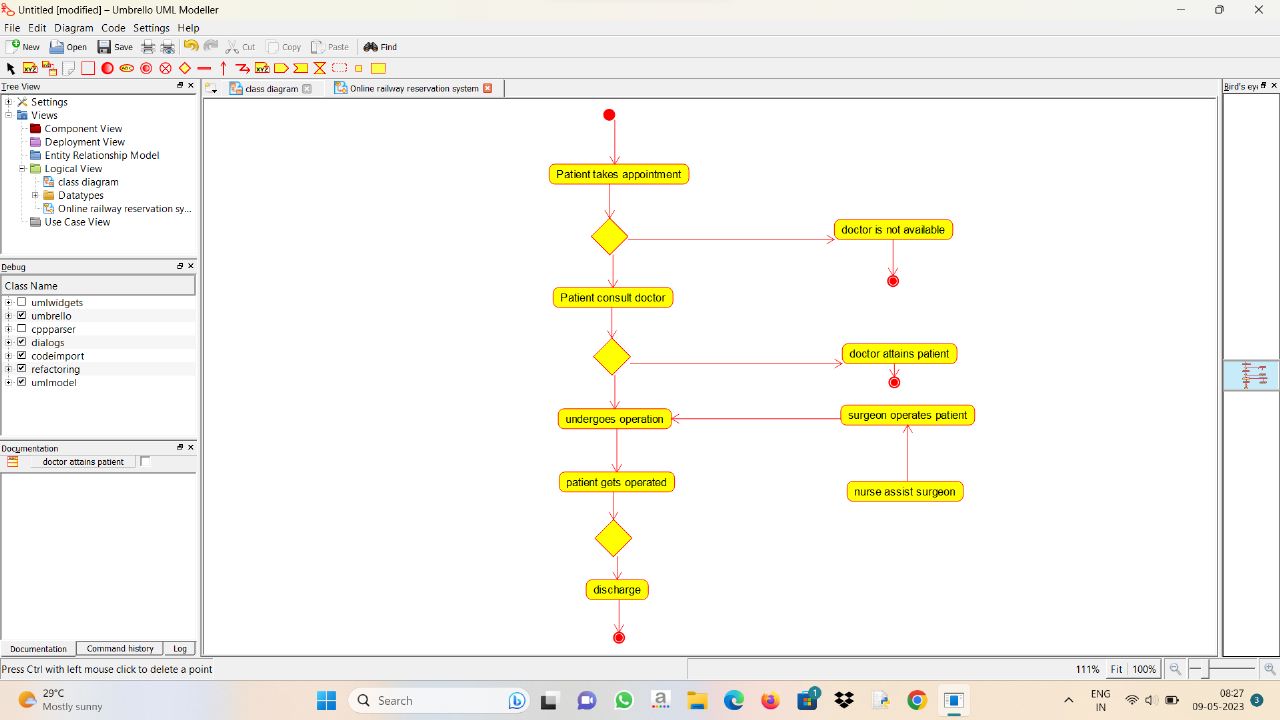 Untitled [modified] – Umbrello UML Modeller
File Edit Diagram Code Settings Help
New Open Save Cut Copy Paste Find
Tree View
class diagram
Online railway reservation system
Bird's eye
Settings
Views
Component View
Deployment View
Entity Relationship Model
Logical View
class diagram
Datatypes
Online railway reservation sy...
Use Case View
Debug
Class Name
umlwidgets
umbrello
cppparser
dialogs
codeimport
refactoring
umlmodel
Documentation
doctor attains patient
Documentation Command history Log
Patient takes appointment
doctor is not available
Patient consult doctor
doctor attains patient
undergoes operation
surgeon operates patient
patient gets operated
nurse assist surgeon
discharge
Press Ctrl with left mouse click to delete a point
111% Fit 100%
29°C
Mostly sunny
Search
1
ENG
IN
08:27
09-05-2023
3